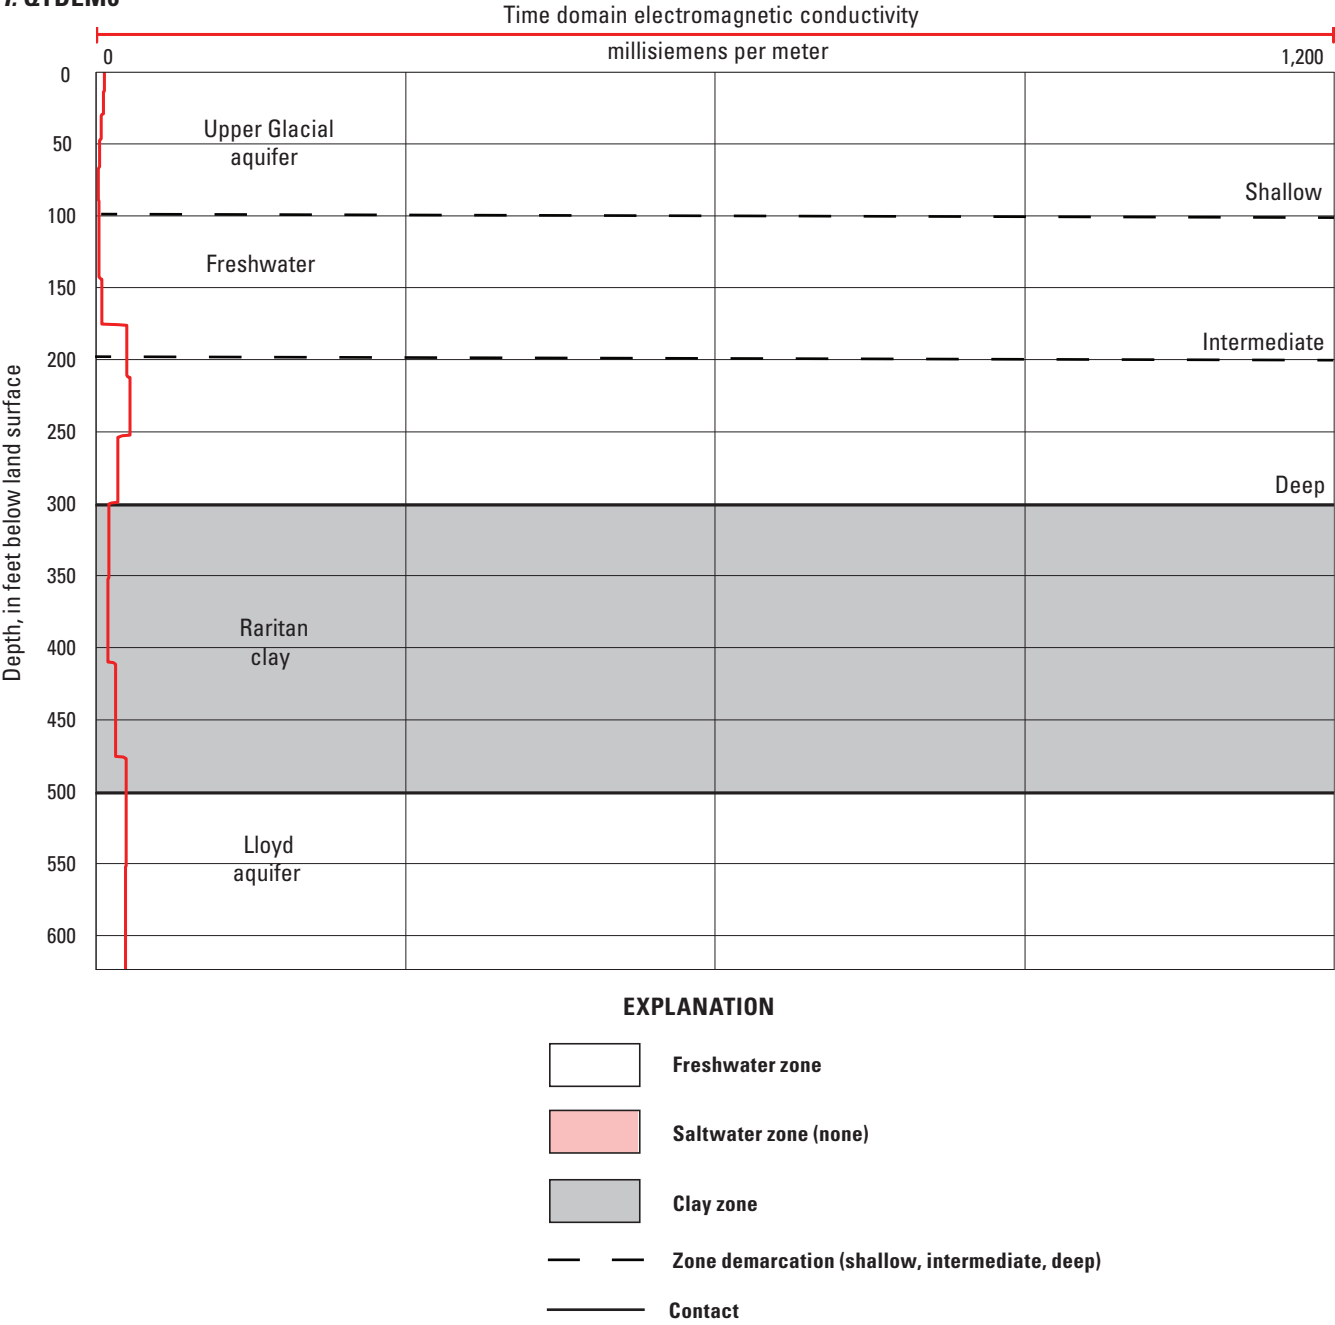 QTDEM6
Time domain electromagnetic conductivity
0
millisiemens per meter
1,200
Depth, in feet below land surface
0
50
100
150
200
250
300
350
400
450
500
550
600
Upper Glacial
aquifer
Shallow
Freshwater
Intermediate
Deep
Raritan
clay
Lloyd
aquifer
EXPLANATION
Freshwater zone
Saltwater zone (none)
Clay zone
Zone demarcation (shallow, intermediate, deep)
Contact